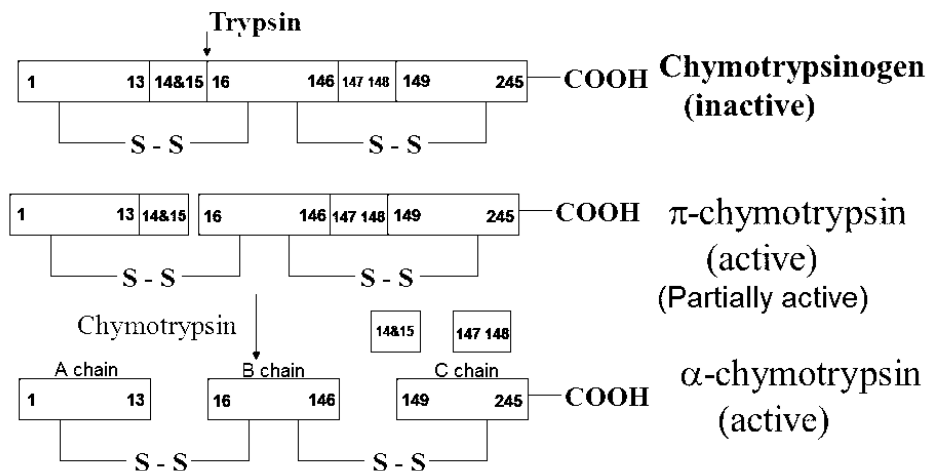 Trypsin
1 13 14&15 16 146 147 148 149 245 COOH Chymotrypsinogen
(inactive)
S - S S - S
1 13 14&15 16 146 147 148 149 245 COOH π-chymotrypsin
(active)
(Partially active)
S - S S - S
Chymotrypsin 14&15 147 148
A chain B chain C chain
1 13 16 146 149 245 COOH α-chymotrypsin
(active)
S - S S - S